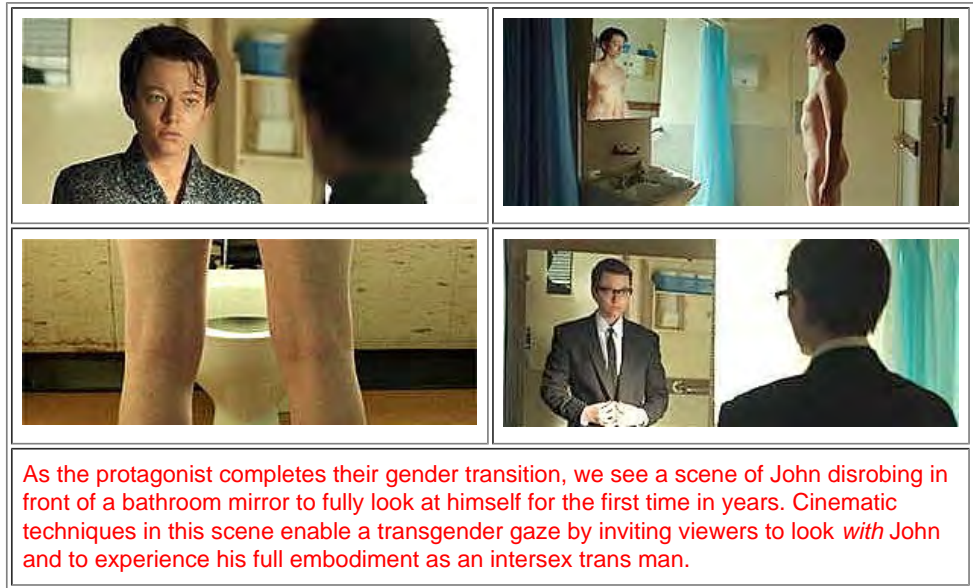 As the protagonist completes their gender transition, we see a scene of John disrobing in
front of a bathroom mirror to fully look at himself for the first time in years. Cinematic
techniques in this scene enable a transgender gaze by inviting viewers to look with John
and to experience his full embodiment as an intersex trans man.